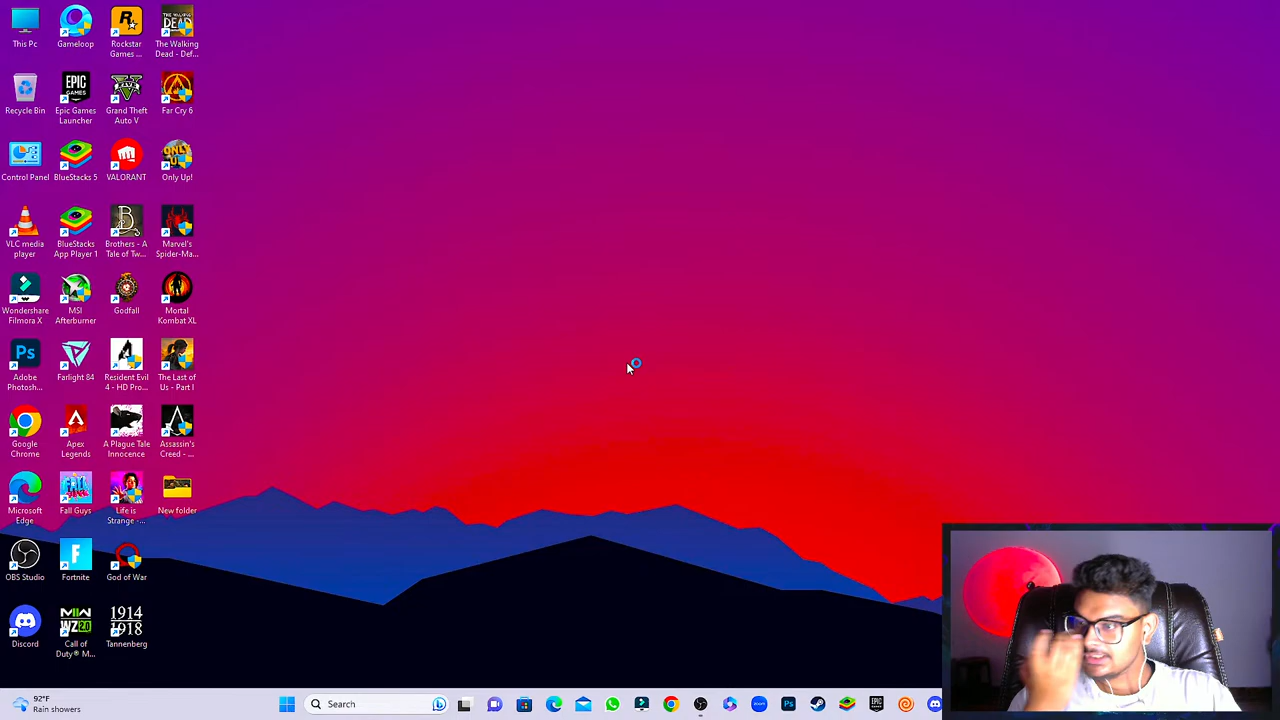 This Pc
Gameloop
Rockstar
Games ...
The Walking
Dead - Def...
Recycle Bin
Epic Games
Launcher
Grand Theft
Auto V
Far Cry 6
Control Panel
BlueStacks 5
VALORANT
Only Up!
VLC media
player
BlueStacks
App Player 1
Brothers - A
Tale of Tw...
Marvel's
Spider-Ma...
Wondershare
Filmora X
MSI
Afterburner
Godfall
Mortal
Kombat XL
Adobe
Photosh...
Farlight 84
Resident Evil
4 - HD Pro...
The Last of
Us - Part I
Google
Chrome
Apex
Legends
A Plague Tale
Innocence
Assassin's
Creed - ...
Microsoft
Edge
Fall Guys
Life is
Strange -...
New folder
OBS Studio
Fortnite
God of War
Discord
Call of
Duty® M...
1914
1918
Tannenberg
92°F
Rain showers
Search